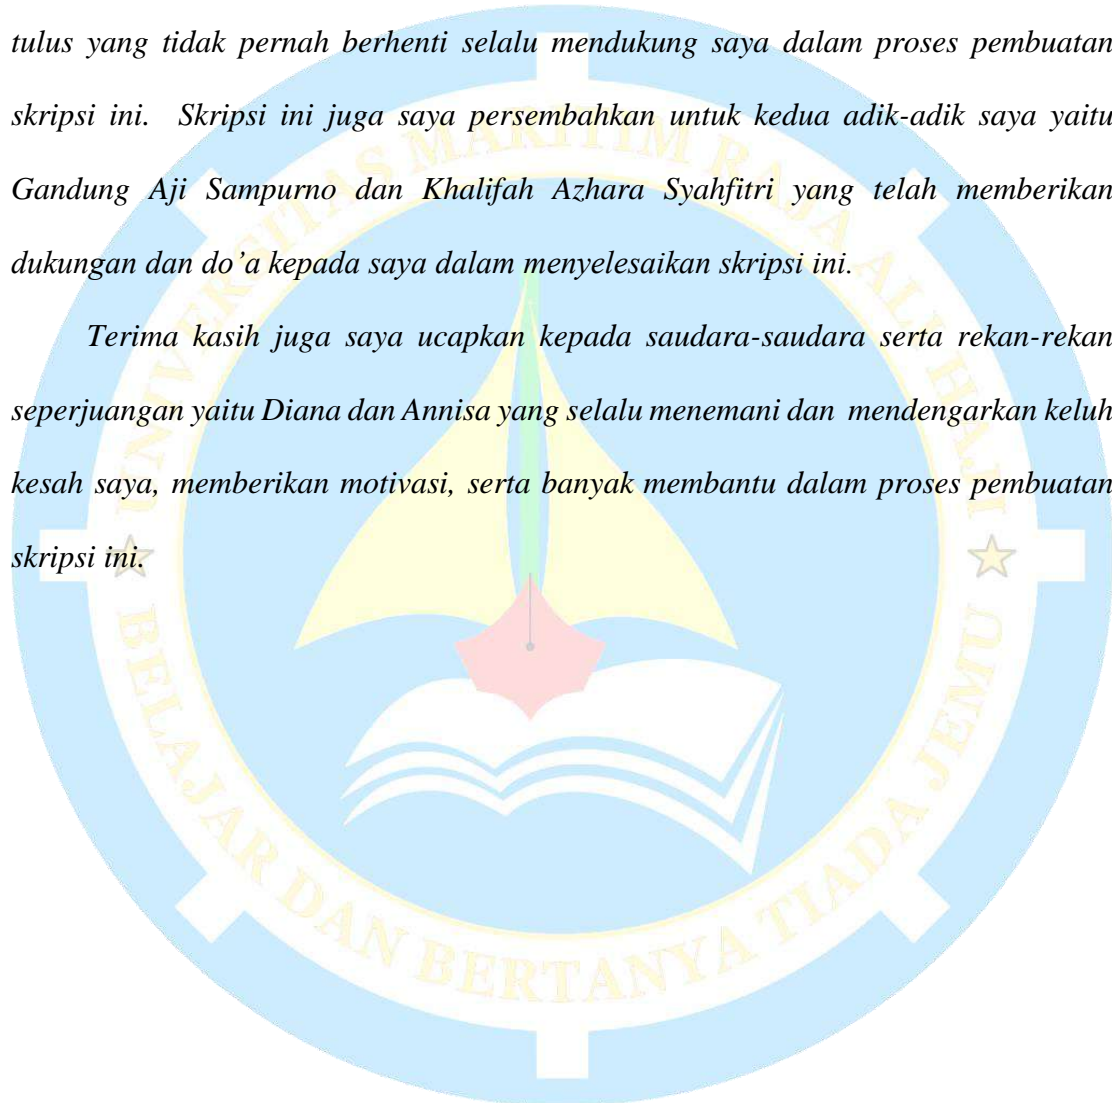 tulus yang tidak pernah berhenti selalu mendukung saya dalam proses pembuatan
skripsi ini. Skripsi ini juga saya persembahkan untuk kedua adik-adik saya yaitu
Gandung Aji Sampurno dan Khalifah Azhara Syahfitri yang telah memberikan
dukungan dan do’a kepada saya dalam menyelesaikan skripsi ini.
Terima kasih juga saya ucapkan kepada saudara-saudara serta rekan-rekan
seperjuangan yaitu Diana dan Annisa yang selalu menemani dan mendengarkan keluh
kesah saya, memberikan motivasi, serta banyak membantu dalam proses pembuatan
skripsi ini.
UNIVERSITAS MARITIM RAJA ALI HAJI
BELAJAR DAN BERTANYA TIADA JEMU